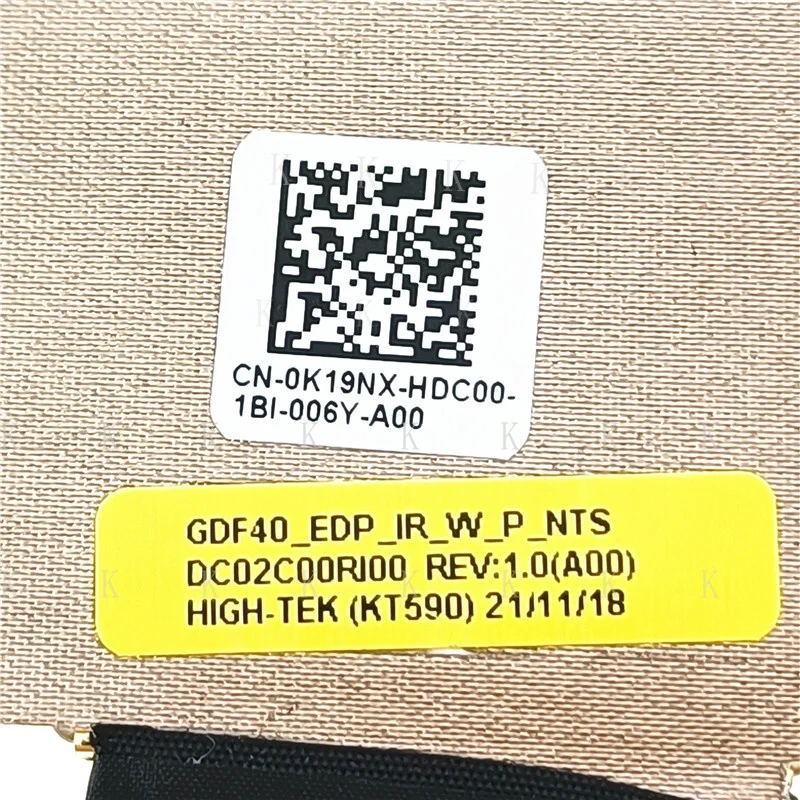 CN-0K19NX-HDC00-
1BI-006Y-A00
GDF40_EDP_IR_W_P_NTS
DC02C00RI00 REV:1.0(A00)
HIGH-TEK (KT590) 21/11/18